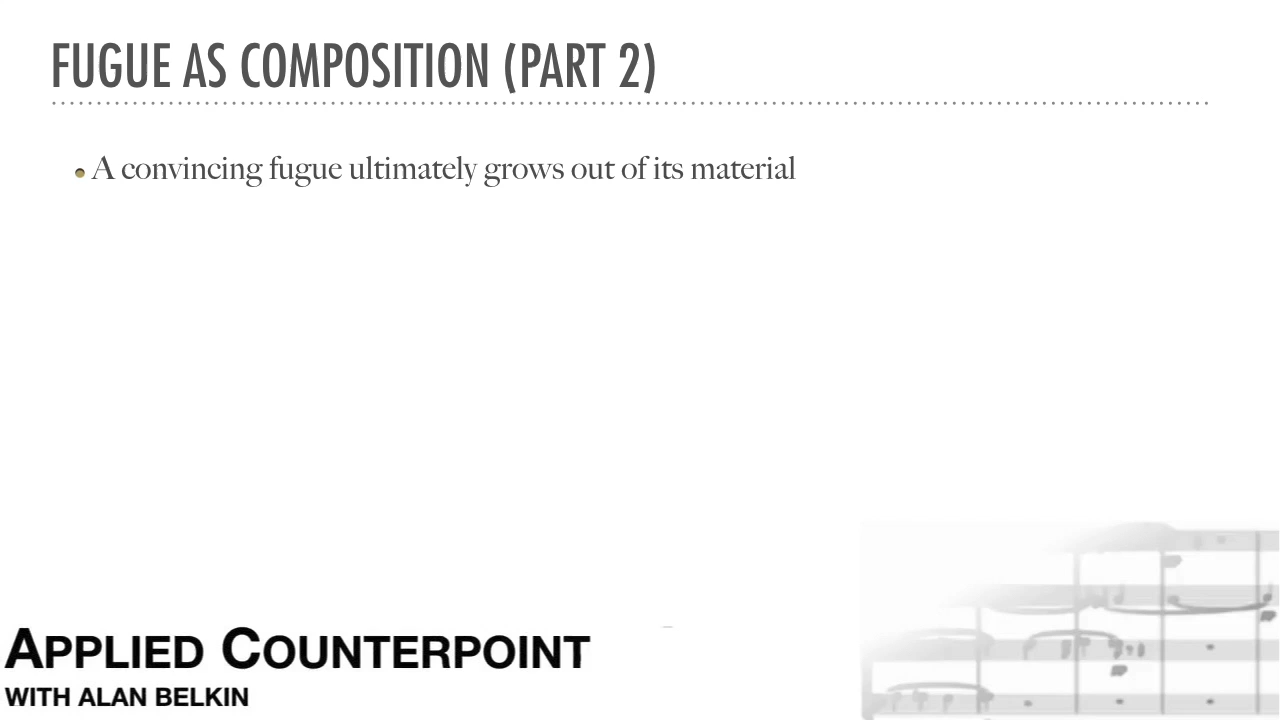 FUGUE AS COMPOSITION (PART 2)
• A convincing fugue ultimately grows out of its material
APPLIED COUNTERPOINT
WITH ALAN BELKIN